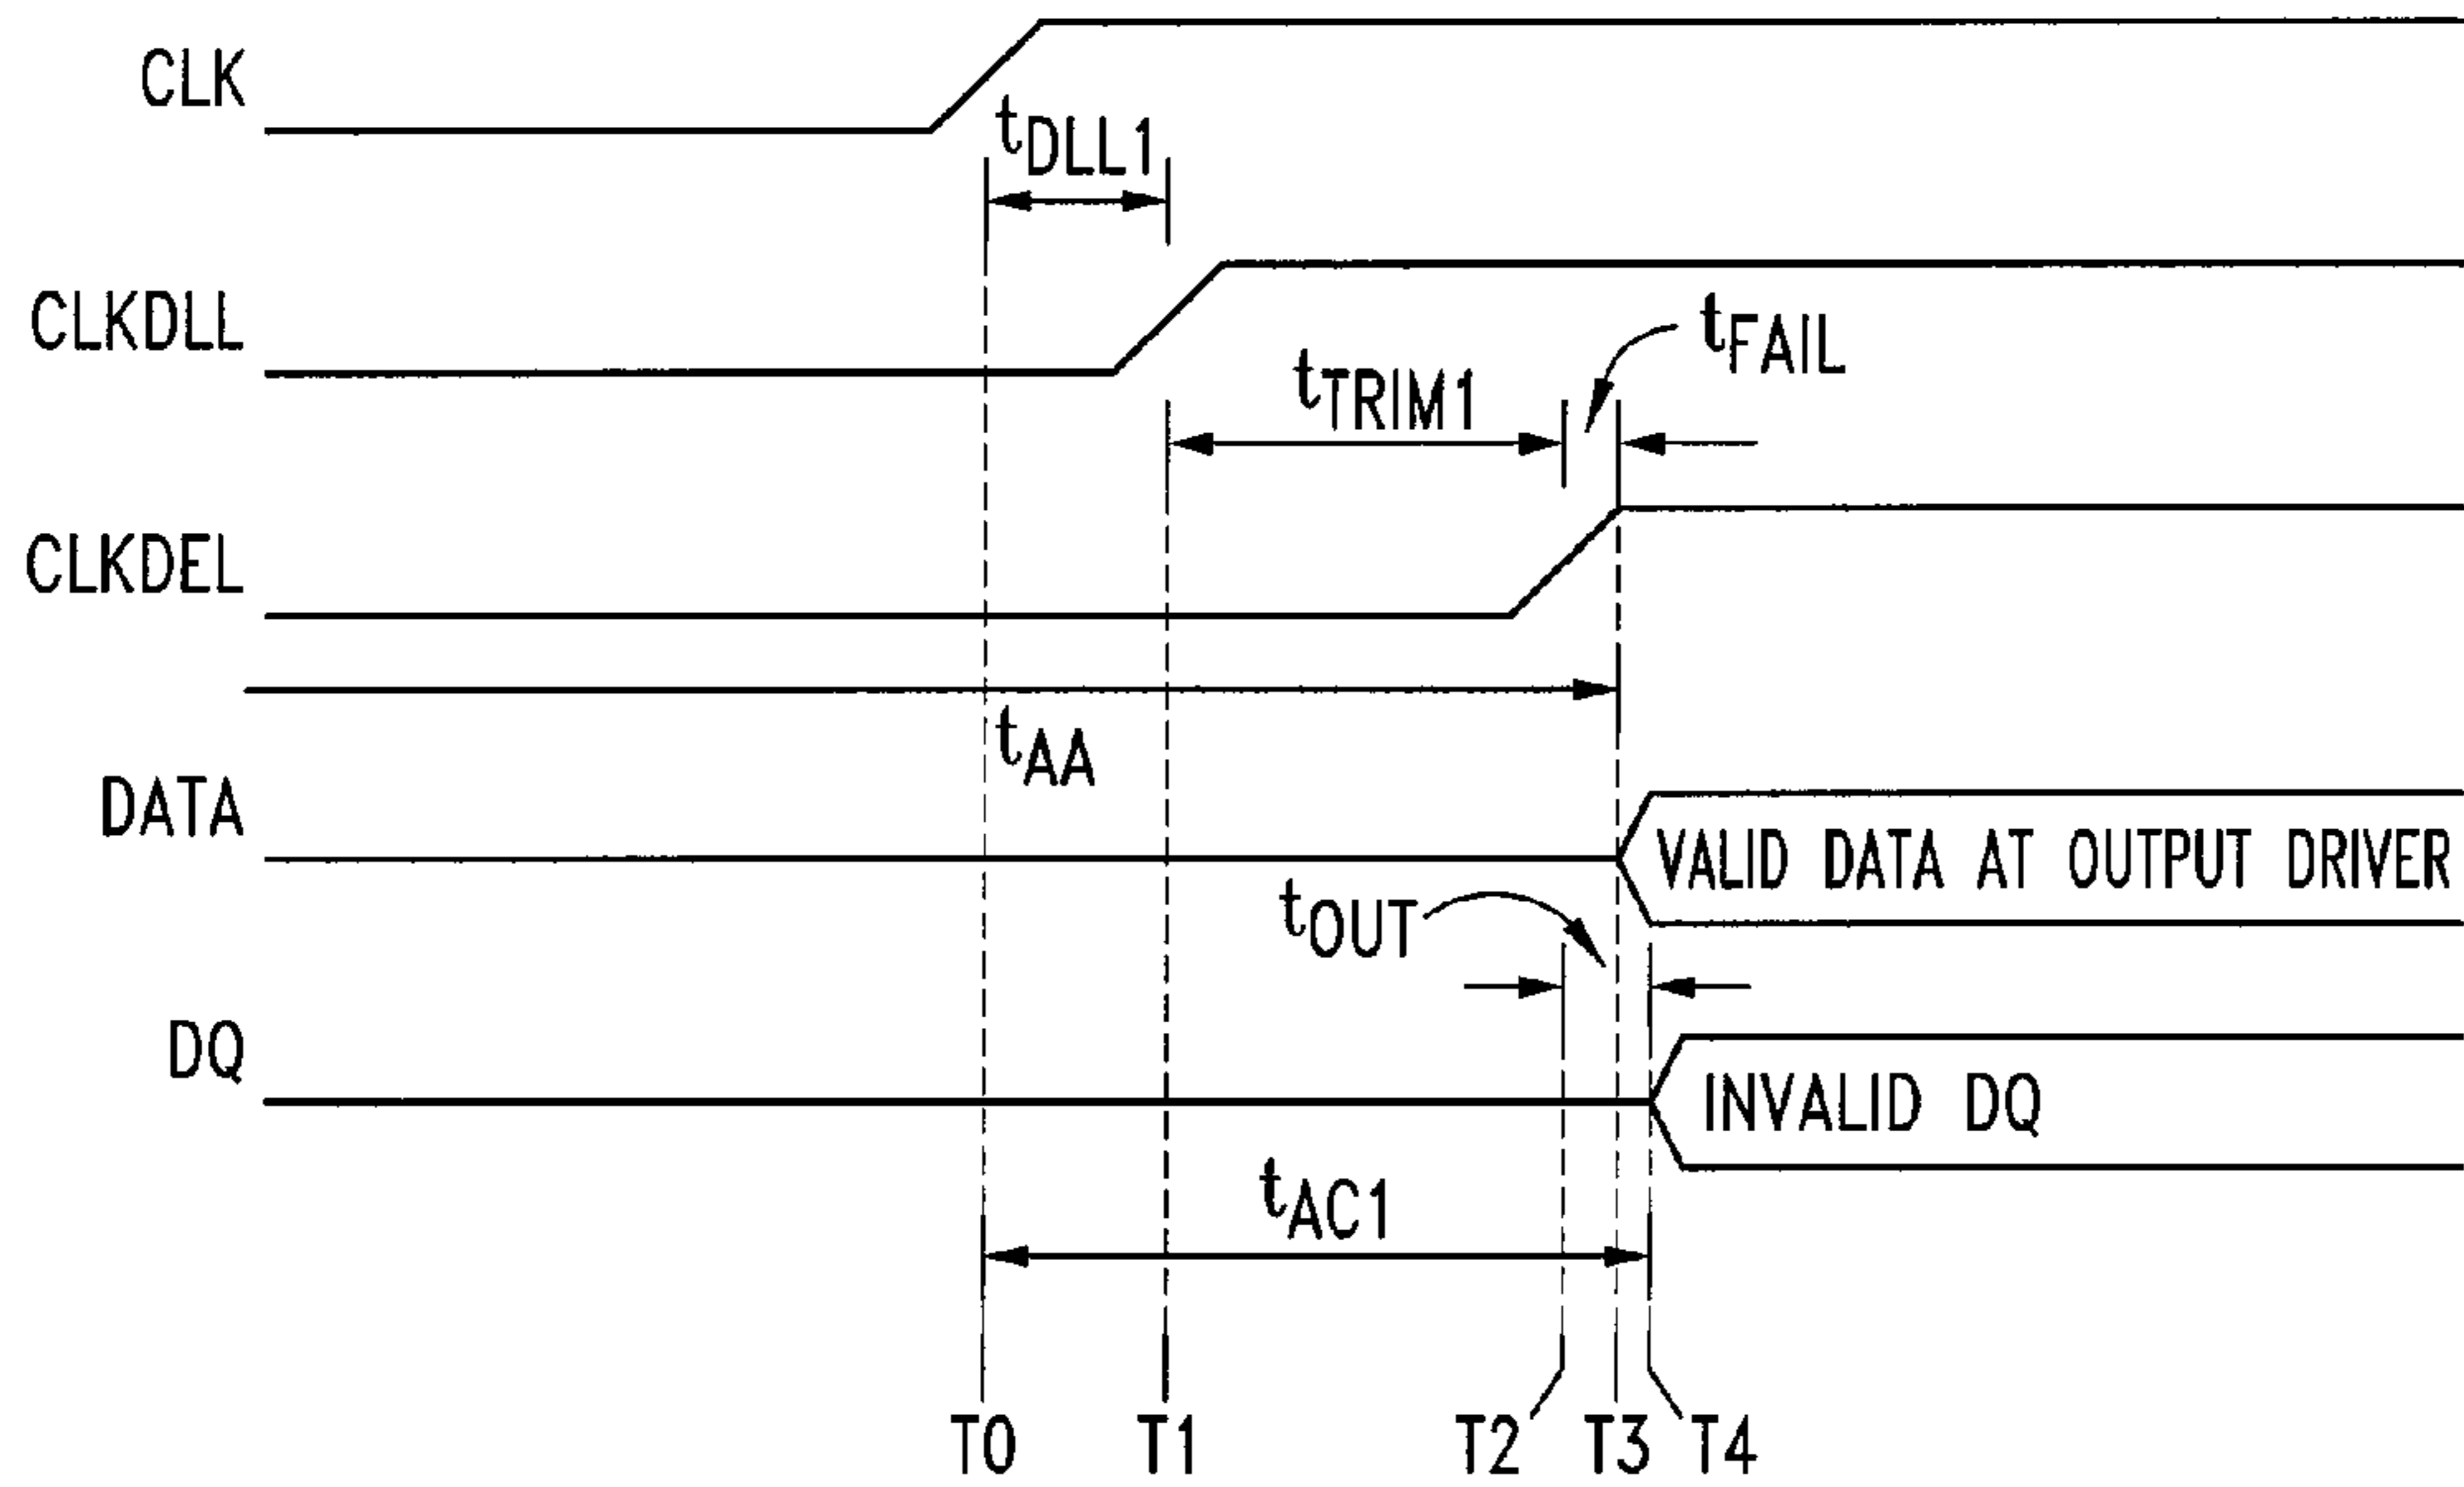 CLK
tDLL1
CLKDLL
tFAIL
tTRIM1
CLKDEL
tAA
DATA
VALID DATA AT OUTPUT DRIVER
tOUT
DQ
INVALID DQ
tAC1
T0 T1 T2 T3 T4